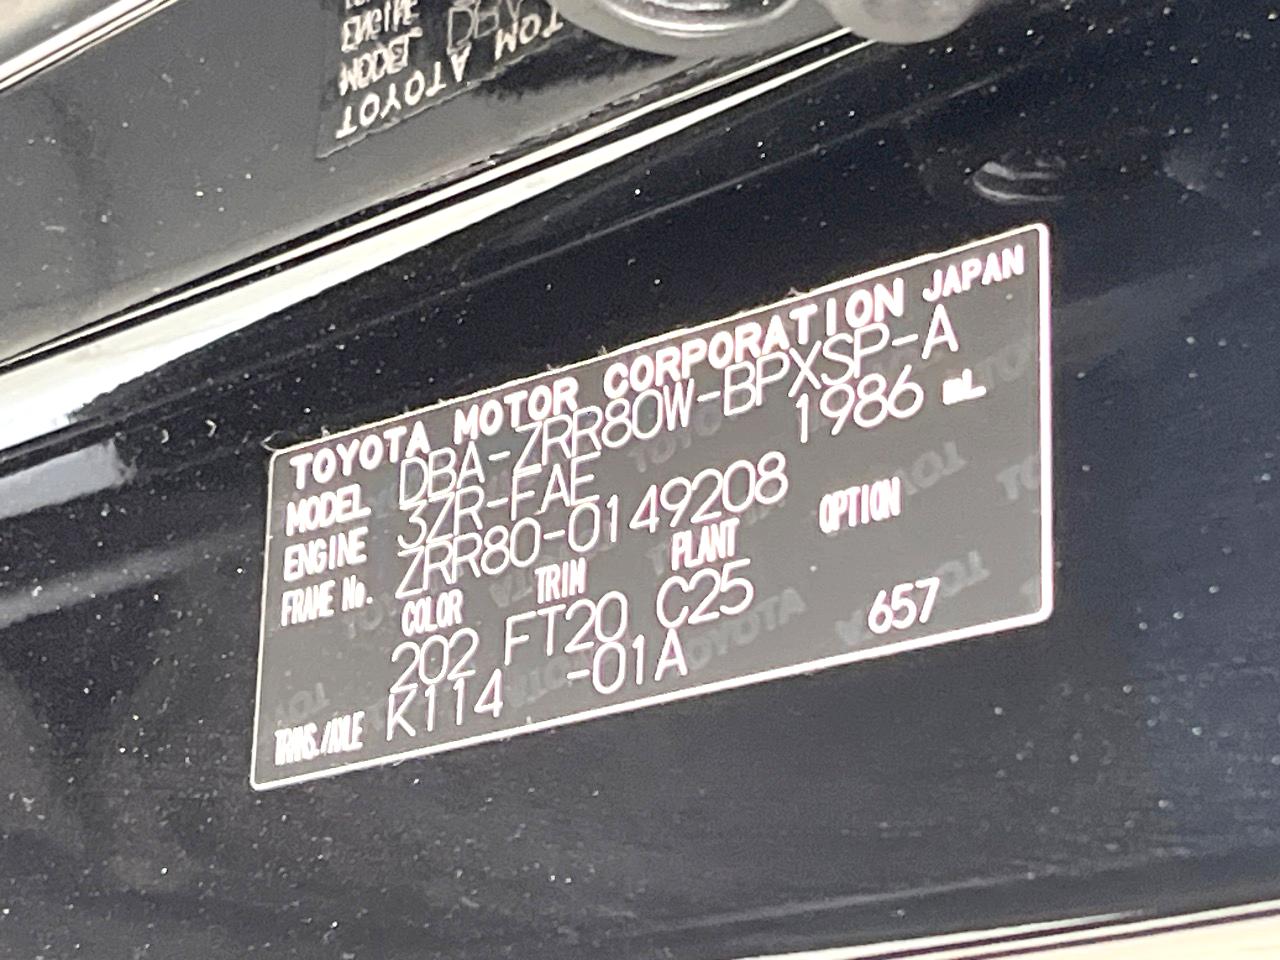 TOYOTA MOTOR CORPORATION JAPAN
MODEL DBA-ZRR80W-BPXSP-A
ENGINE 3ZR-FAE 1986 mL
FRAME No. ZRR80-0149208
COLOR TRIM PLANT OPTION
202 FT20 C25
TRANS./AXLE K114 -01A 657